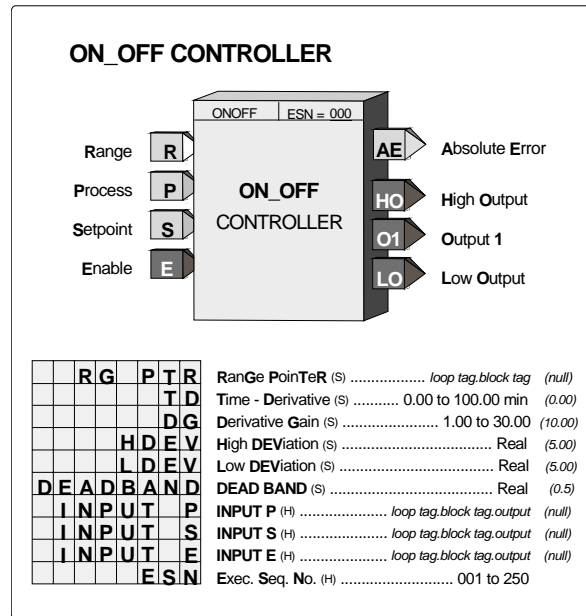 ON_OFF CONTROLLER
ONOFF ESN = 000
Range R
Process P
Setpoint S
Enable E
ON_OFF
CONTROLLER
AE Absolute Error
HO High Output
O1 Output 1
LO Low Output
RG PTR RanGe PoinTeR (S) .................. loop tag.block tag (null)
TD Time - Derivative (S) ........... 0.00 to 100.00 min (0.00)
DG Derivative Gain (S) ..................... 1.00 to 30.00 (10.00)
HDEV High DEViation (S) ..................................... Real (5.00)
LDEV Low DEViation (S) ...................................... Real (5.00)
DEADBAND DEAD BAND (S) ......................................... Real (0.5)
INPUT P INPUT P (H) ................... loop tag.block tag.output (null)
INPUT S INPUT S (H) ................... loop tag.block tag.output (null)
INPUT E INPUT E (H) ................... loop tag.block tag.output (null)
ESN Exec. Seq. No. (H) ........................... 001 to 250